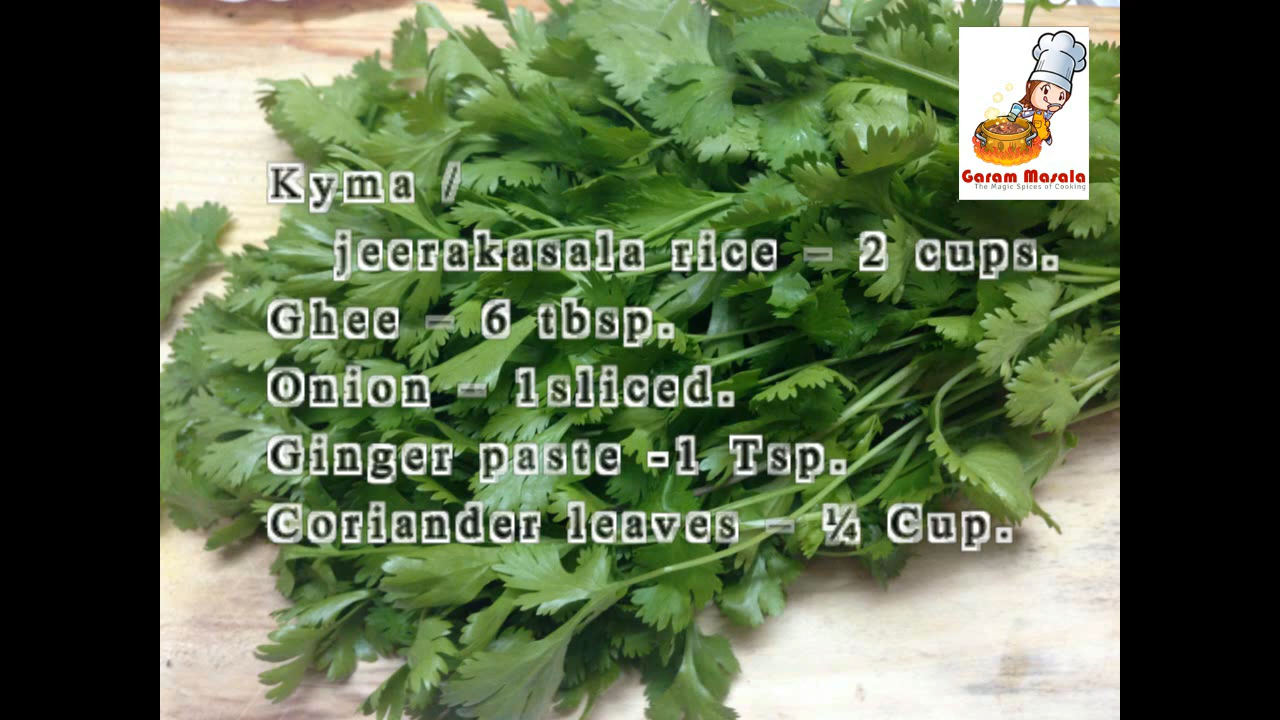 Garam Masala
The Magic Spices of Cooking
Kyma /
jeerakasala rice – 2 cups.
Ghee – 6 tbsp.
Onion – 1sliced.
Ginger paste -1 Tsp.
Coriander leaves – ¼ Cup.